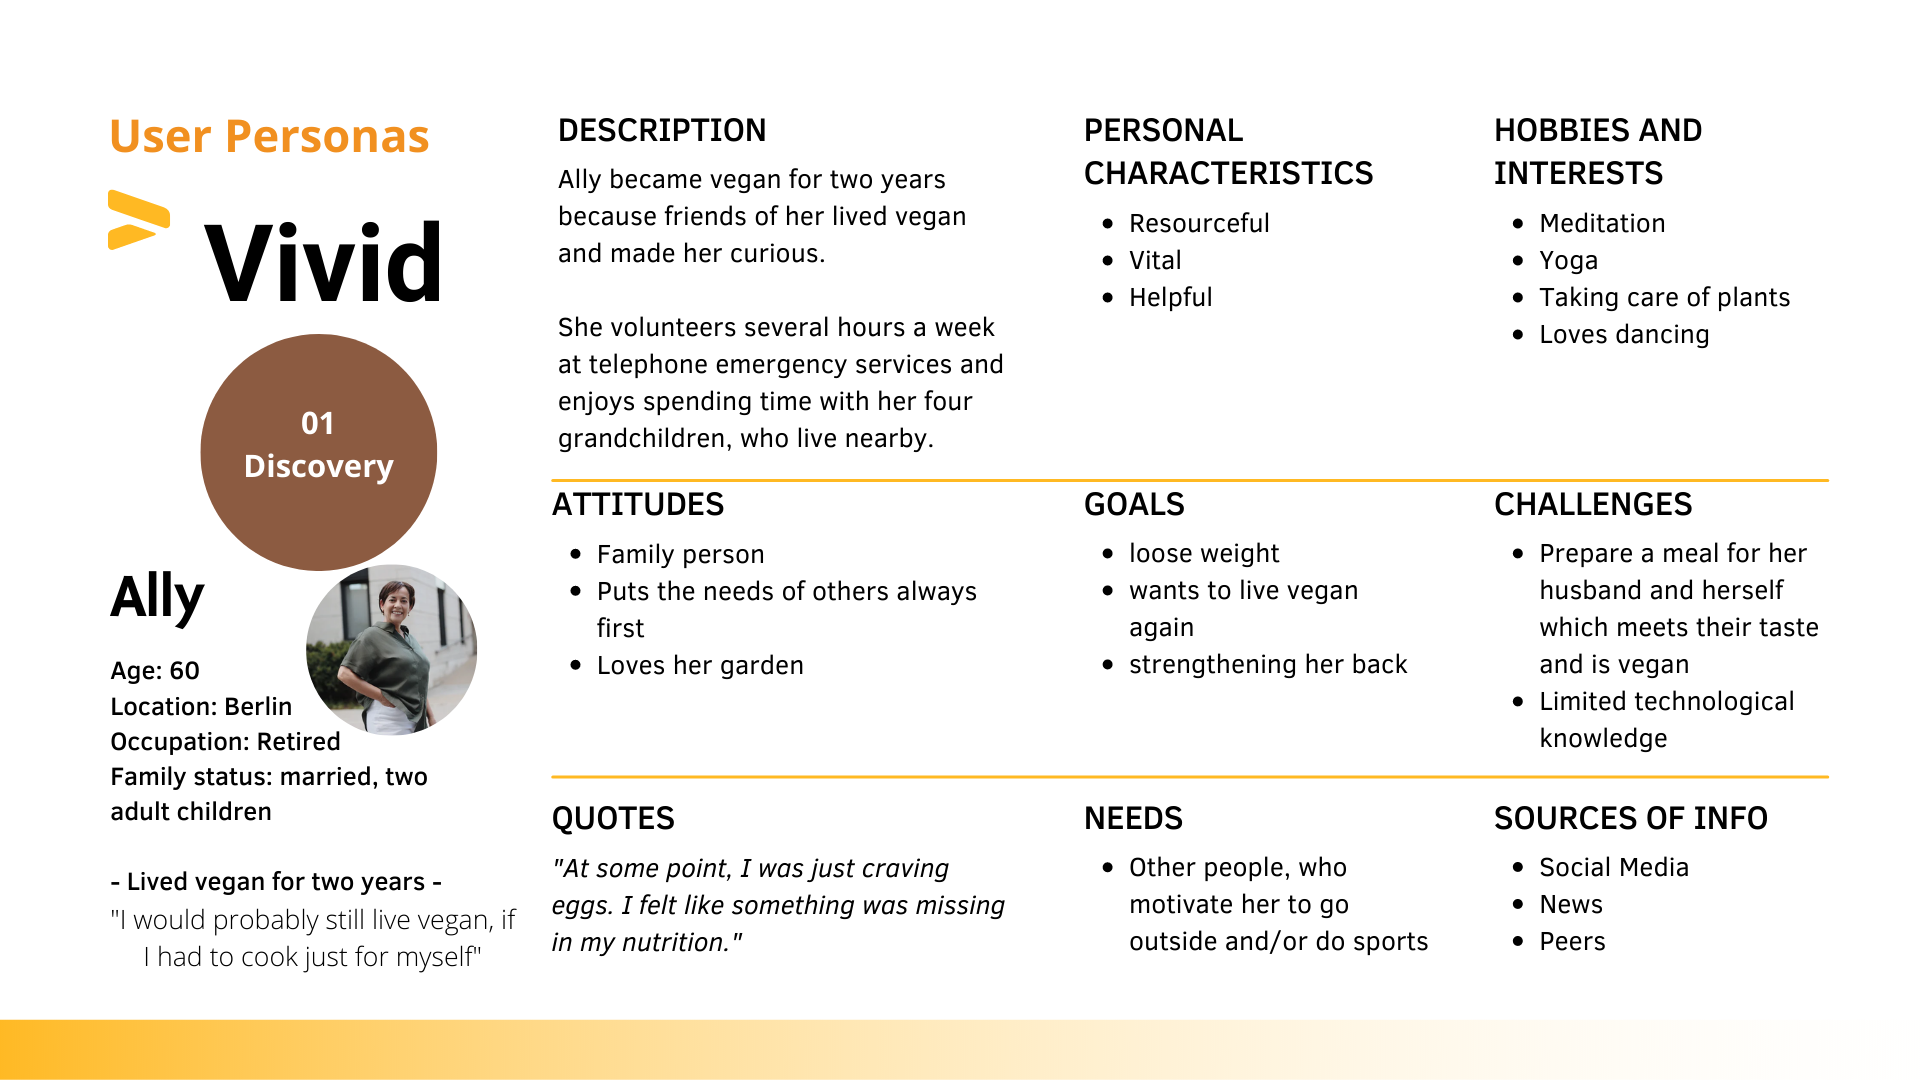 User Personas
Vivid
01
Discovery
Ally
Age: 60
Location: Berlin
Occupation: Retired
Family status: married, two
adult children
- Lived vegan for two years -
"I would probably still live vegan, if
I had to cook just for myself"
DESCRIPTION
Ally became vegan for two years
because friends of her lived vegan
and made her curious.
She volunteers several hours a week
at telephone emergency services and
enjoys spending time with her four
grandchildren, who live nearby.
PERSONAL
CHARACTERISTICS
• Resourceful
• Vital
• Helpful
HOBBIES AND
INTERESTS
• Meditation
• Yoga
• Taking care of plants
• Loves dancing
ATTITUDES
• Family person
• Puts the needs of others always
first
• Loves her garden
GOALS
• loose weight
• wants to live vegan
again
• strengthening her back
CHALLENGES
• Prepare a meal for her
husband and herself
which meets their taste
and is vegan
• Limited technological
knowledge
QUOTES
"At some point, I was just craving
eggs. I felt like something was missing
in my nutrition."
NEEDS
• Other people, who
motivate her to go
outside and/or do sports
SOURCES OF INFO
• Social Media
• News
• Peers